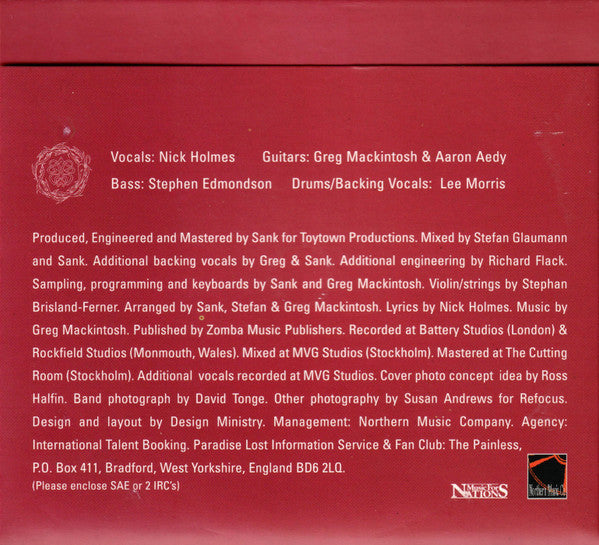 Vocals: Nick Holmes Guitars: Greg Mackintosh & Aaron Aedy
Bass: Stephen Edmondson Drums/Backing Vocals: Lee Morris
Produced, Engineered and Mastered by Sank for Toytown Productions. Mixed by Stefan Glaumann
and Sank. Additional backing vocals by Greg & Sank. Additional engineering by Richard Flack.
Sampling, programming and keyboards by Sank and Greg Mackintosh. Violin/strings by Stephan
Brisland-Ferner. Arranged by Sank, Stefan & Greg Mackintosh. Lyrics by Nick Holmes. Music by
Greg Mackintosh. Published by Zomba Music Publishers. Recorded at Battery Studios (London) &
Rockfield Studios (Monmouth, Wales). Mixed at MVG Studios (Stockholm). Mastered at The Cutting
Room (Stockholm). Additional vocals recorded at MVG Studios. Cover photo concept idea by Ross
Halfin. Band photograph by David Tonge. Other photography by Susan Andrews for Refocus.
Design and layout by Design Ministry. Management: Northern Music Company. Agency:
International Talent Booking. Paradise Lost Information Service & Fan Club: The Painless,
P.O. Box 411, Bradford, West Yorkshire, England BD6 2LQ.
(Please enclose SAE or 2 IRC's)
Music For Nations
Northern Music Co